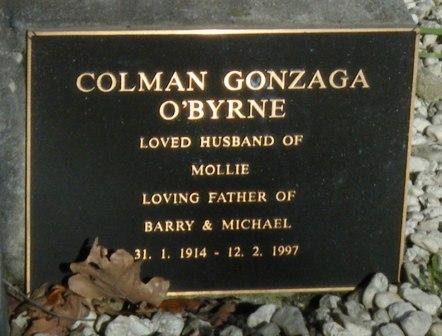 COLMAN GONZAGA
O'BYRNE
LOVED HUSBAND OF
MOLLIE
LOVING FATHER OF
BARRY & MICHAEL
31. 1. 1914 - 12. 2. 1997